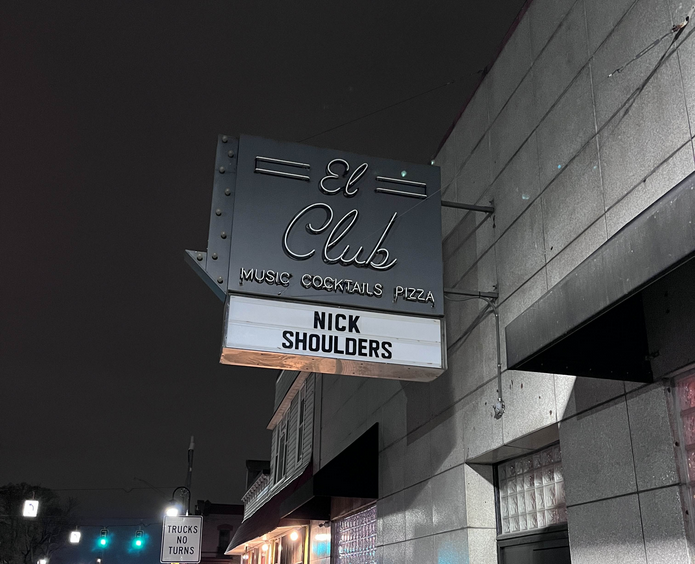 El
Club
MUSIC COCKTAILS PIZZA
NICK
SHOULDERS
TRUCKS
NO
TURNS